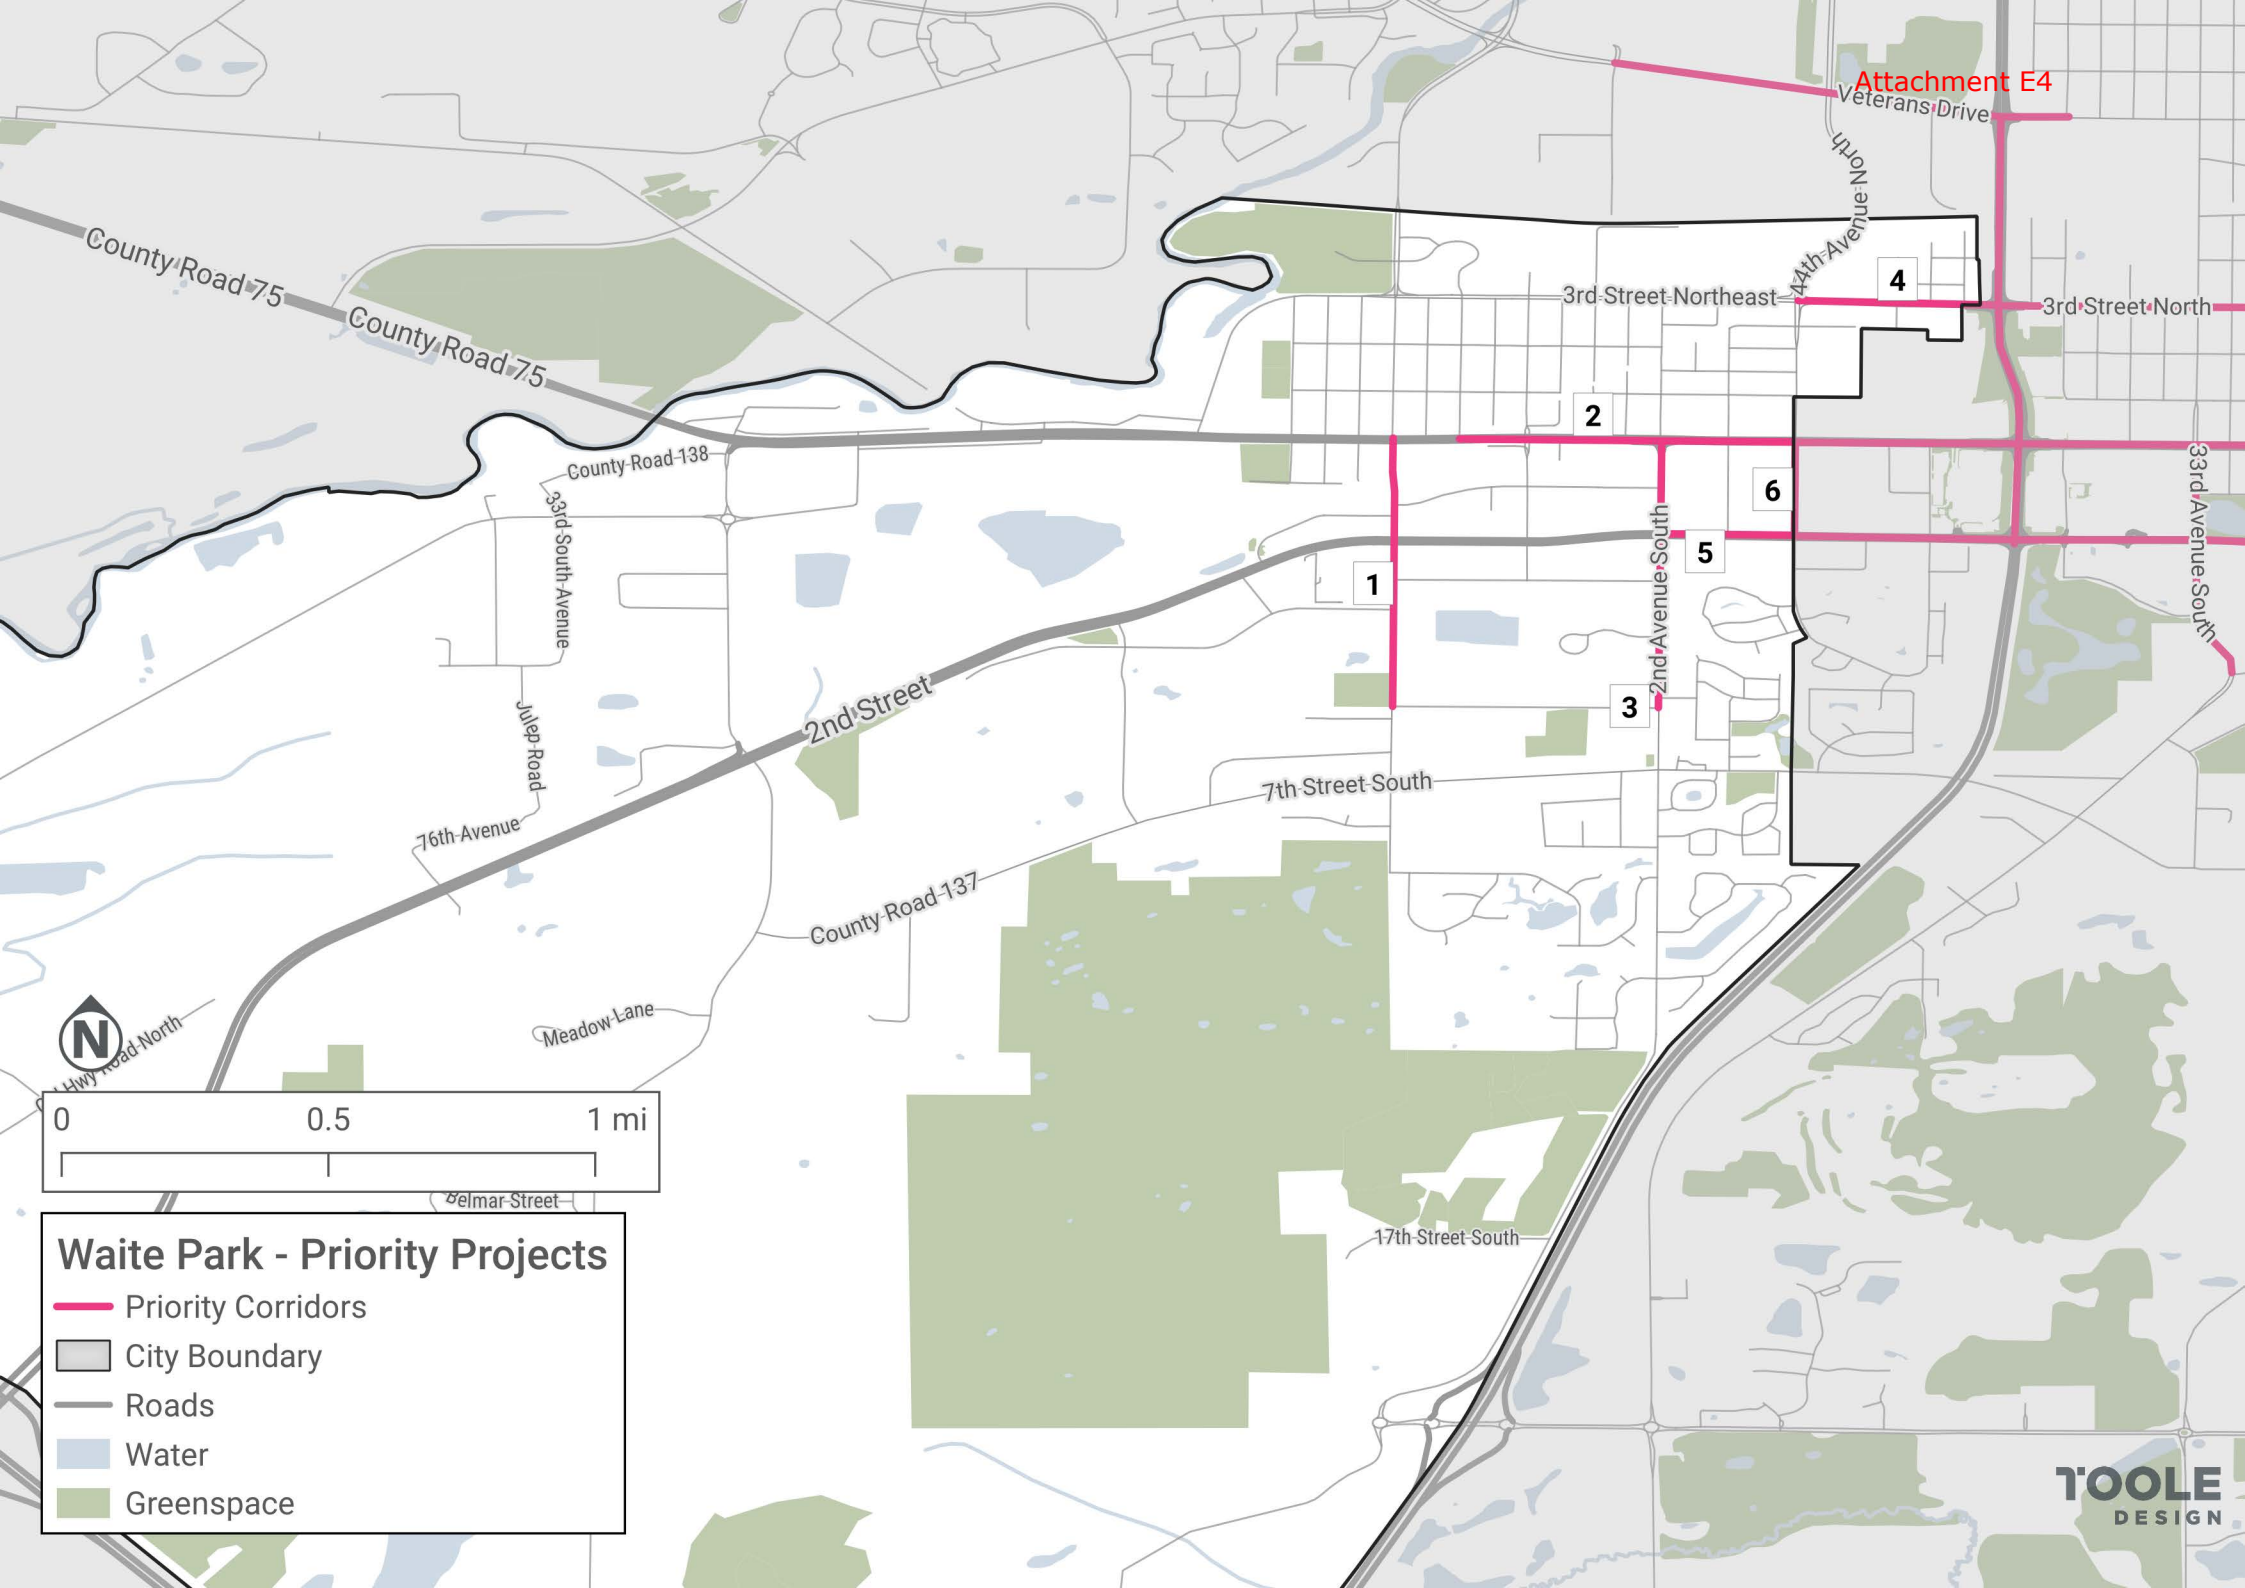 Attachment E4
Veterans Drive
4th Avenue North
County Road 75
County Road 75
3rd Street Northeast
4
3rd Street North
2
County Road 138
33rd South Avenue
6
33rd Avenue South
5
2nd Avenue South
1
3
2nd Street
Julep Road
7th Street South
76th Avenue
County Road 137
Meadow Lane
N
Hwy Road North
0 0.5 1 mi
Belmar Street
17th Street South
Waite Park - Priority Projects
Priority Corridors
City Boundary
Roads
Water
Greenspace
TOOLE
DESIGN